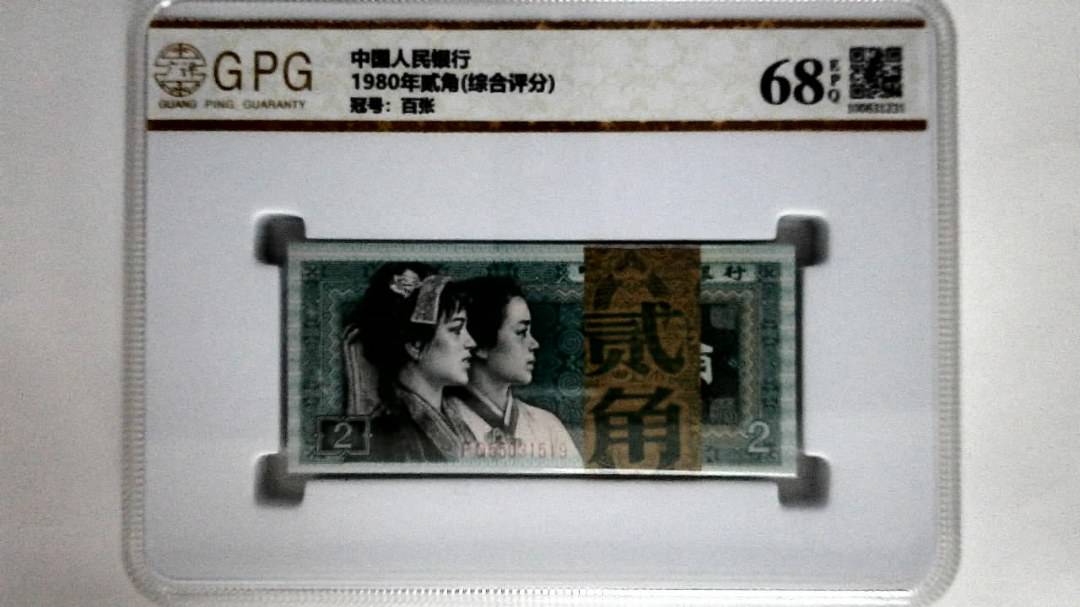 GPG
GUANG PING GUARANTY
中国人民银行
1980年贰角(综合评分)
冠号：百张
68
EPQ
贰角
行
2
2